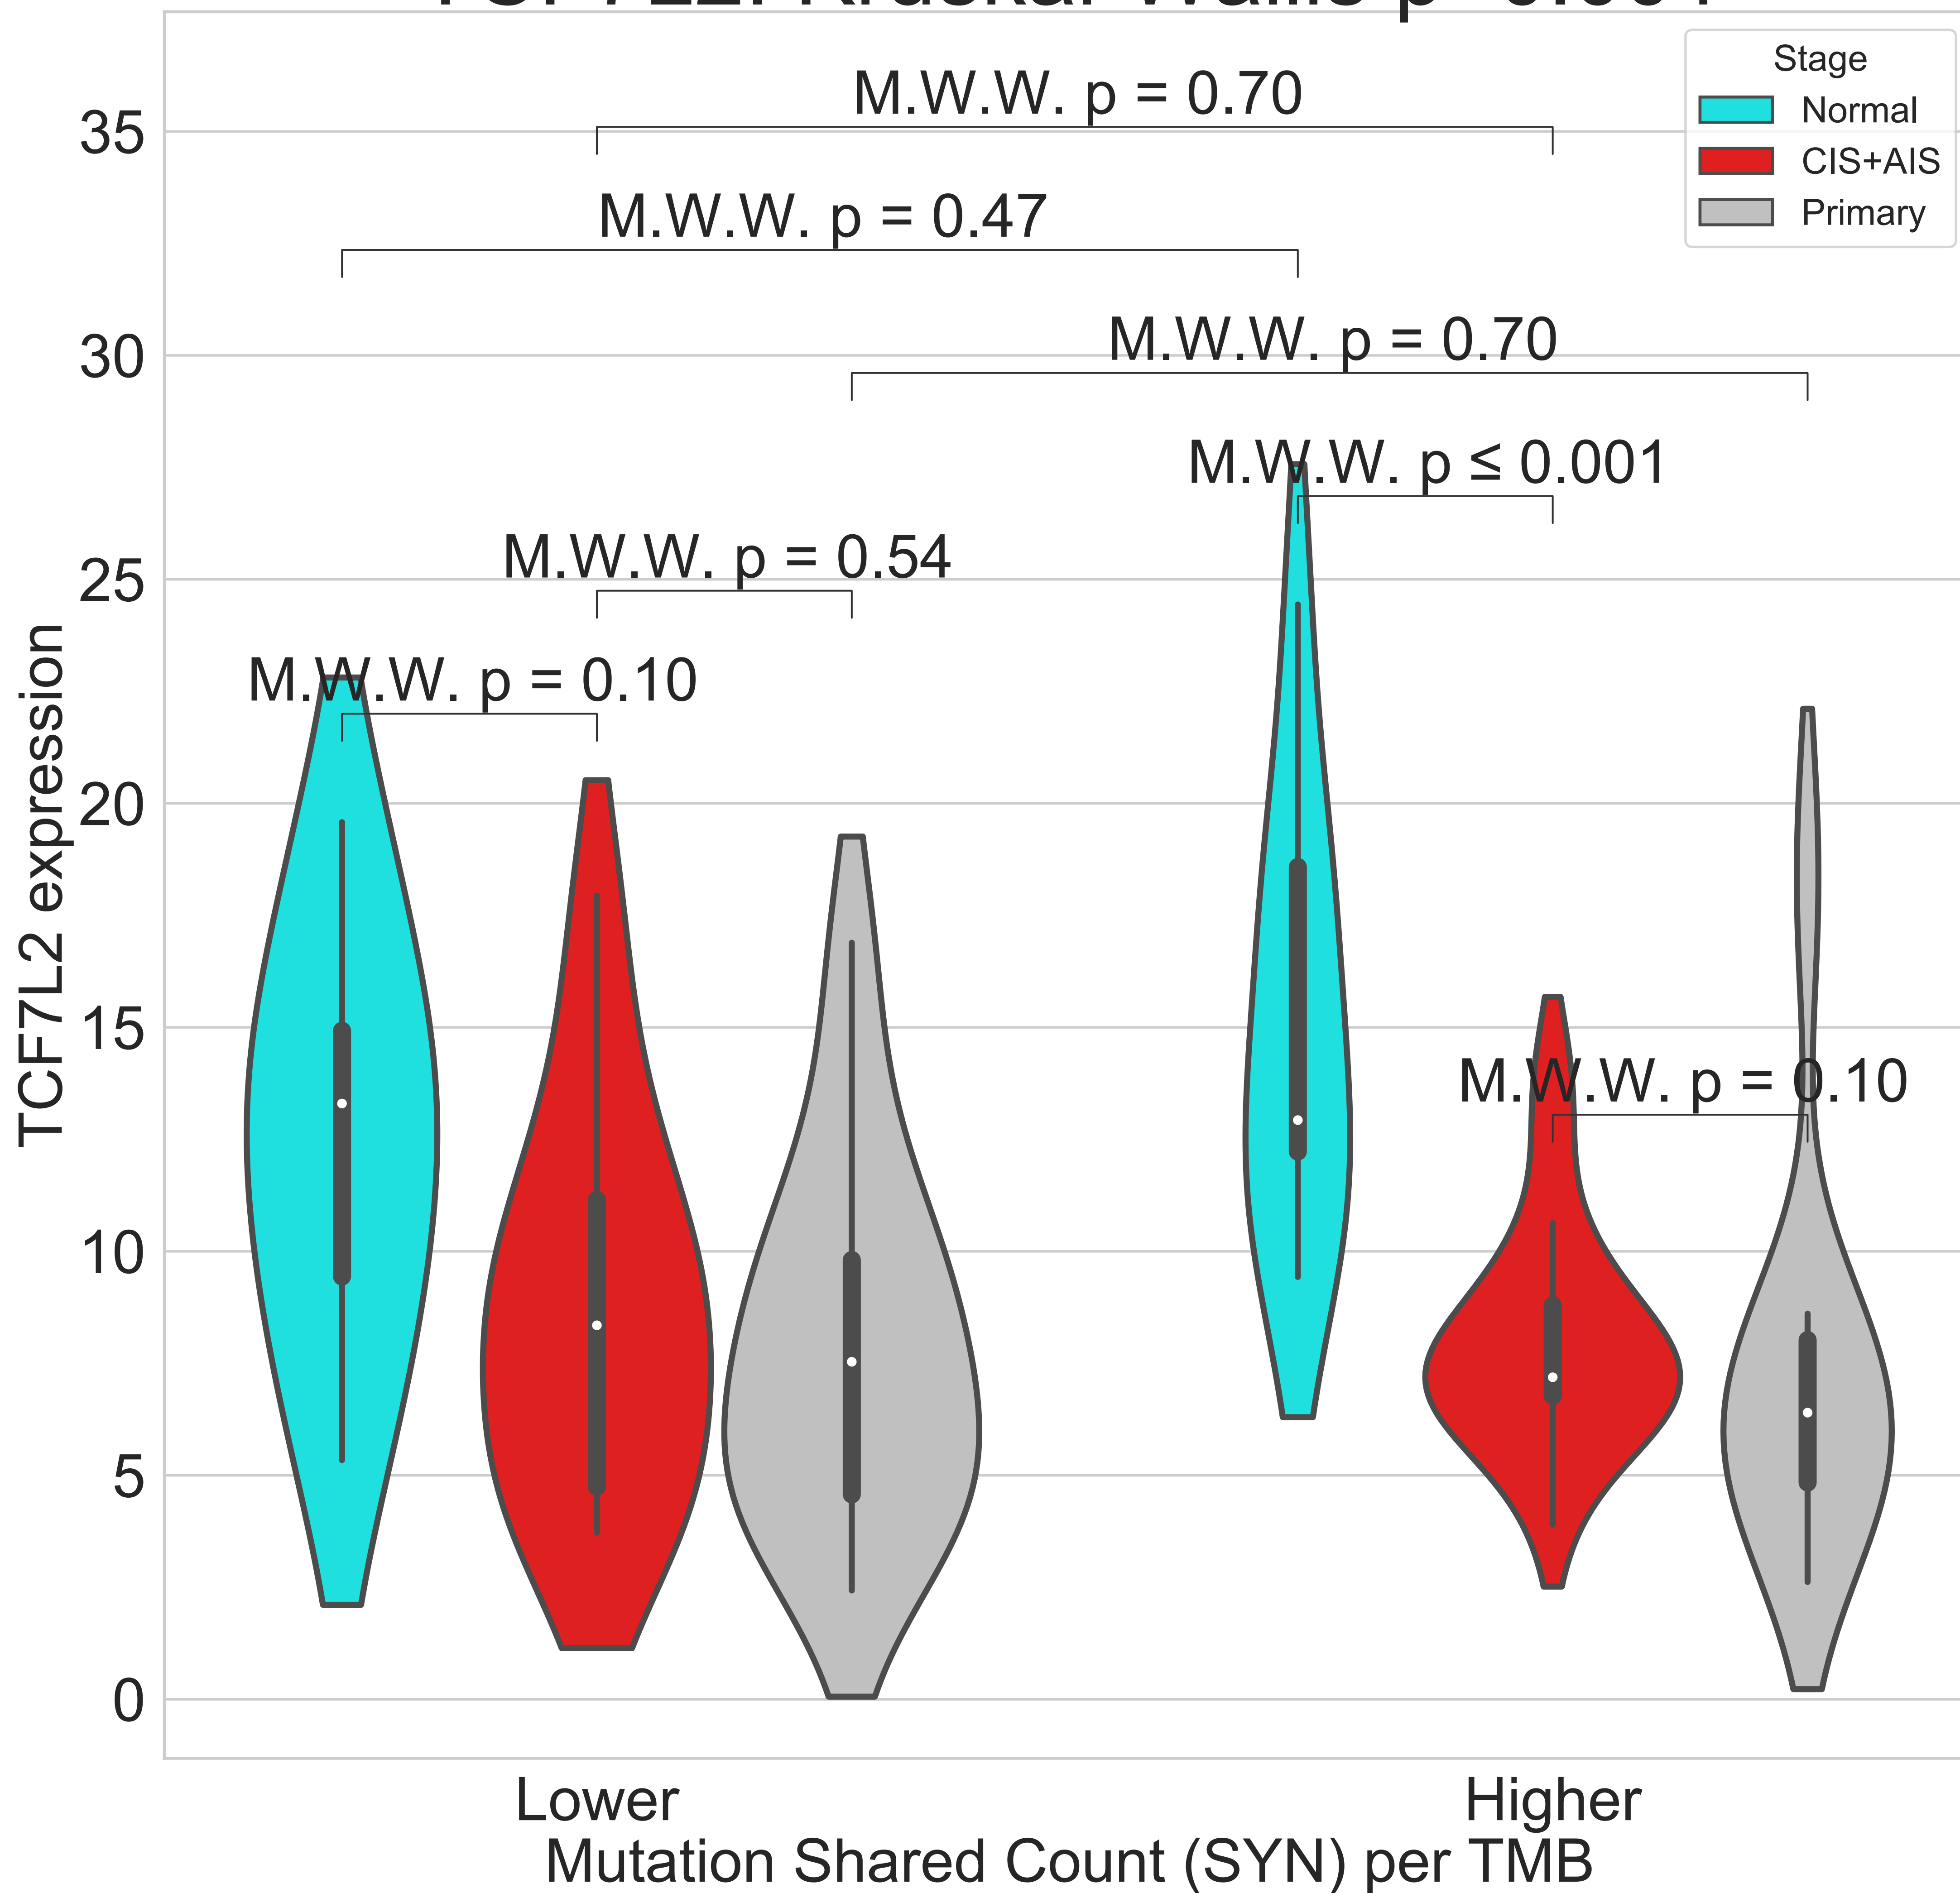 Stage
Normal
CIS+AIS
Primary
M.W.W. p = 0.70
M.W.W. p = 0.47
M.W.W. p = 0.70
M.W.W. p ≤ 0.001
M.W.W. p = 0.54
M.W.W. p = 0.10
M.W.W. p = 0.10
35
30
25
20
15
10
5
0
TCF7L2 expression
Lower
Higher
Mutation Shared Count (SYN) per TMB